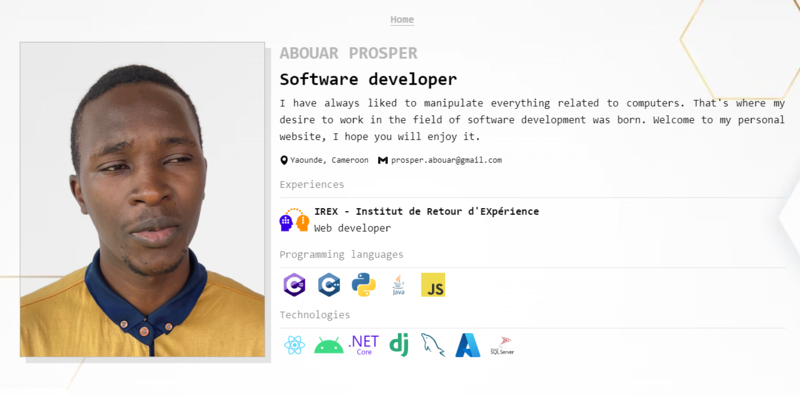 Home
ABOUAR PROSPER
Software developer
I have always liked to manipulate everything related to computers. That's where my
desire to work in the field of software development was born. Welcome to my personal
website, I hope you will enjoy it.
Yaounde, Cameroon prosper.abouar@gmail.com
Experiences
IREX - Institut de Retour d'EXpérience
Web developer
Programming languages
C# C++ Java JS
Technologies
.NET Core dj SQL Server